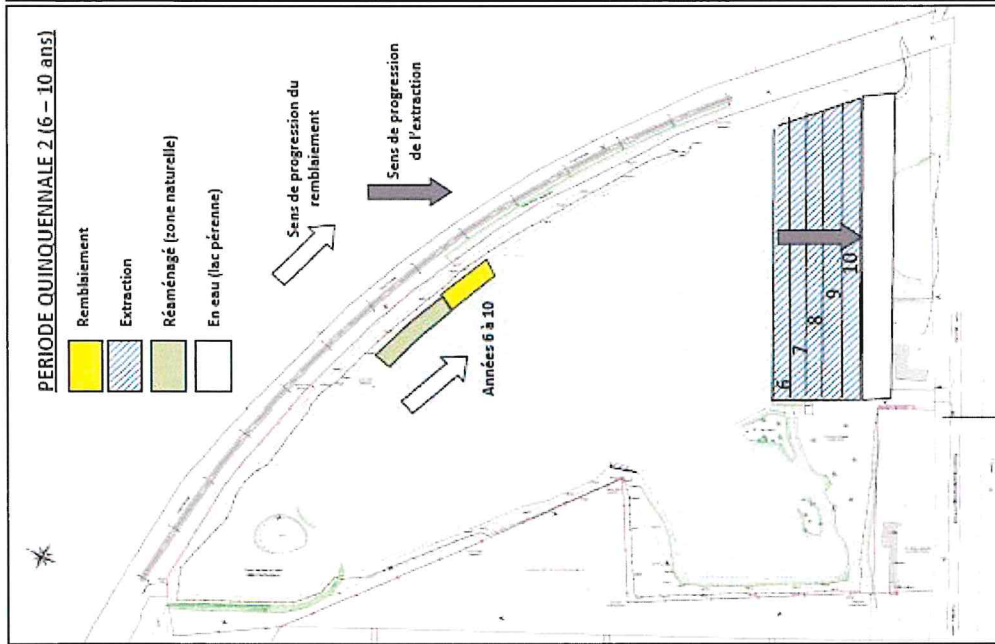 PERIODE QUINQUENNALE 2 (6 – 10 ans)
Remblaiement
Extraction
Réaménagé (zone naturelle)
En eau (lac pérenne)
Sens de progression du
remblaiement
Sens de progression
de l'extraction
Années 6 à 10
6
7
8
9
10